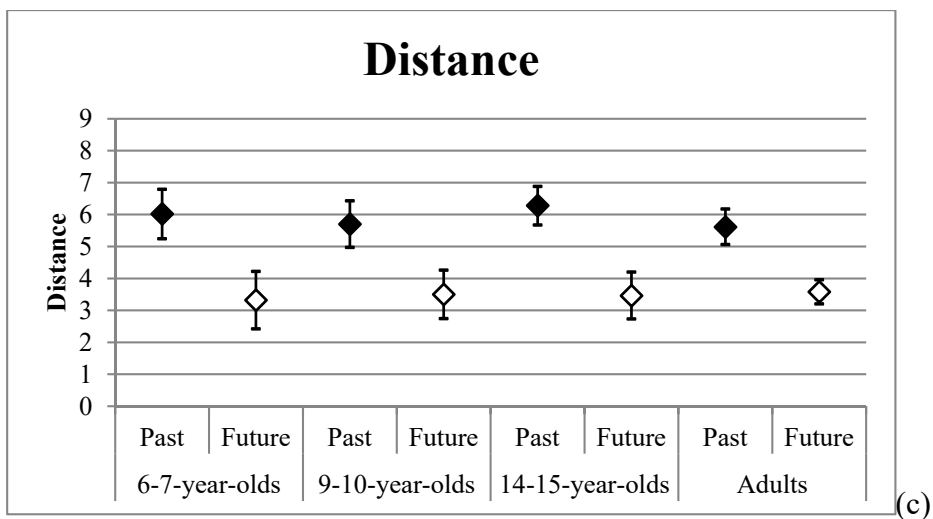 Distance
Distance
9
8
7
6
5
4
3
2
1
0
Past Future Past Future Past Future Past Future
6-7-year-olds 9-10-year-olds 14-15-year-olds Adults
(c)